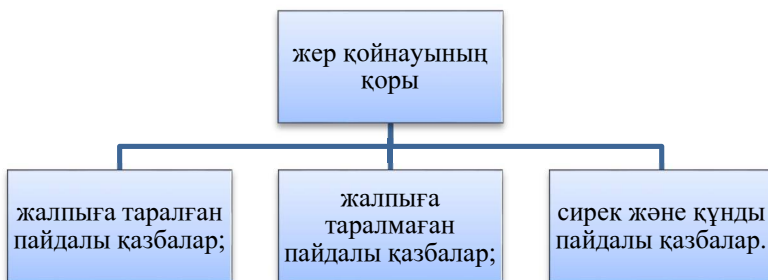 жер қойнауының
қоры
жалпыға таралған
пайдалы қазбалар;
жалпыға
таралмаған
пайдалы қазбалар;
сирек және құнды
пайдалы қазбалар.